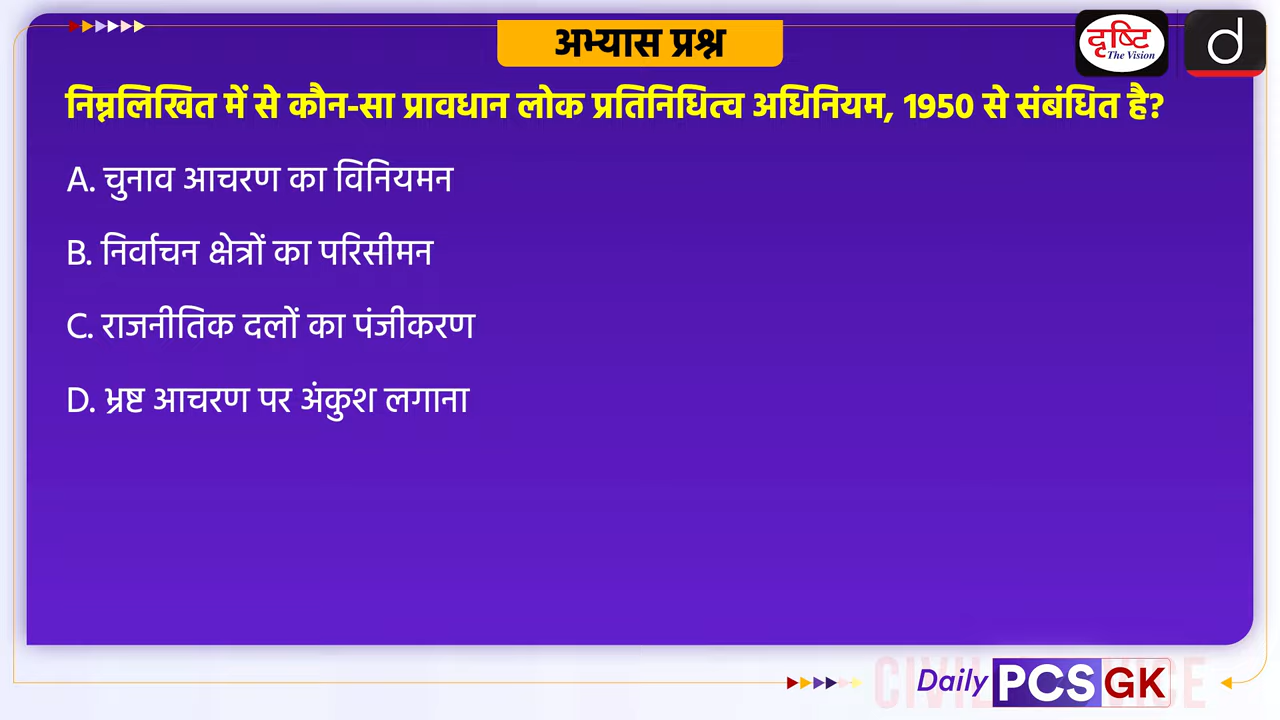 अभ्यास प्रश्न
दृष्टि
The Vision
d
निम्नलिखित में से कौन-सा प्रावधान लोक प्रतिनिधित्व अधिनियम, 1950 से संबंधित है?
A. चुनाव आचरण का विनियमन
B. निर्वाचन क्षेत्रों का परिसीमन
C. राजनीतिक दलों का पंजीकरण
D. भ्रष्ट आचरण पर अंकुश लगाना
Daily PCS GK